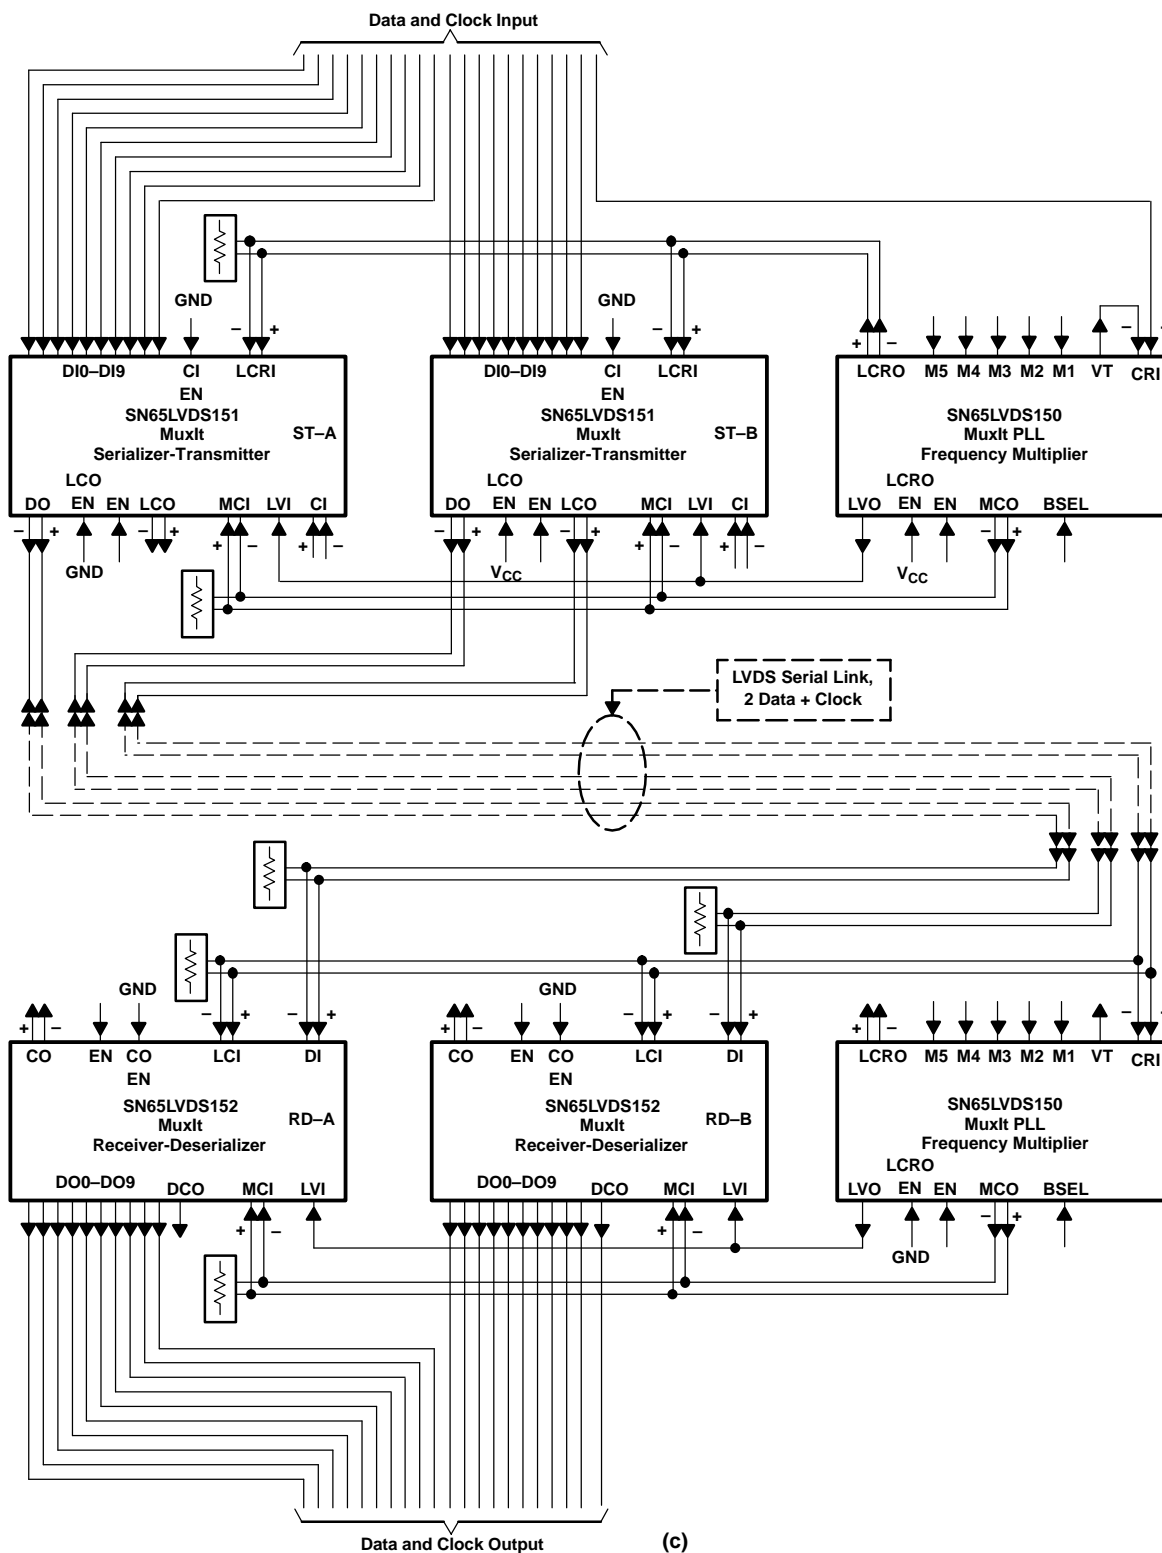 Data and Clock Input
GND GND
– + – + + – – +
DI0–DI9 CI LCRI DI0–DI9 CI LCRI LCRO M5 M4 M3 M2 M1 VT CRI
EN EN
SN65LVDS151 SN65LVDS151 SN65LVDS150
MuxIt ST–A MuxIt ST–B MuxIt PLL
Serializer-Transmitter Serializer-Transmitter Frequency Multiplier
LCO LCO LCRO
DO EN EN LCO MCI LVI CI DO EN EN LCO MCI LVI CI LVO EN EN MCO BSEL
– + – + + – + – – + – + + – + – – +
GND VCC VCC
LVDS Serial Link,
2 Data + Clock
GND GND
+ – – + – + + – – + – + + – – +
CO EN CO LCI DI CO EN CO LCI DI LCRO M5 M4 M3 M2 M1 VT CRI
EN EN
SN65LVDS152 SN65LVDS152 SN65LVDS150
MuxIt RD–A MuxIt RD–B MuxIt PLL
Receiver-Deserializer Receiver-Deserializer Frequency Multiplier
LCRO
DO0–DO9 DCO MCI LVI DO0–DO9 DCO MCI LVI LVO EN EN MCO BSEL
+ – + – – +
GND
Data and Clock Output
(c)